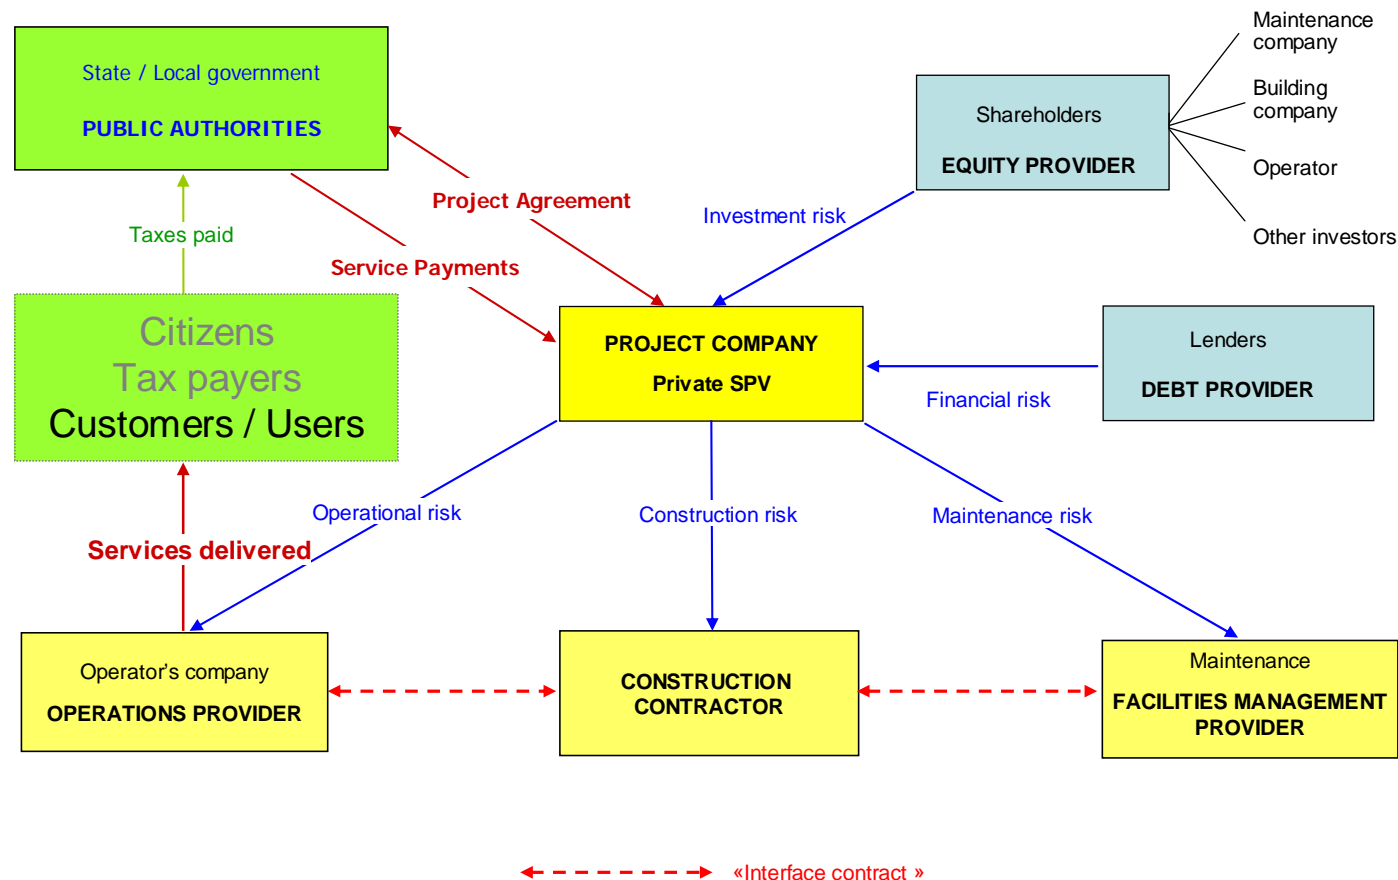 State / Local government
PUBLIC AUTHORITIES
Shareholders
EQUITY PROVIDER
Maintenance
company
Building
company
Operator
Other investors
Project Agreement
Investment risk
Taxes paid
Service Payments
Citizens
Tax payers
Customers / Users
PROJECT COMPANY
Private SPV
Lenders
DEBT PROVIDER
Financial risk
Operational risk
Construction risk
Maintenance risk
Services delivered
Operator’s company
OPERATIONS PROVIDER
CONSTRUCTION
CONTRACTOR
Maintenance
FACILITIES MANAGEMENT
PROVIDER
«Interface contract »